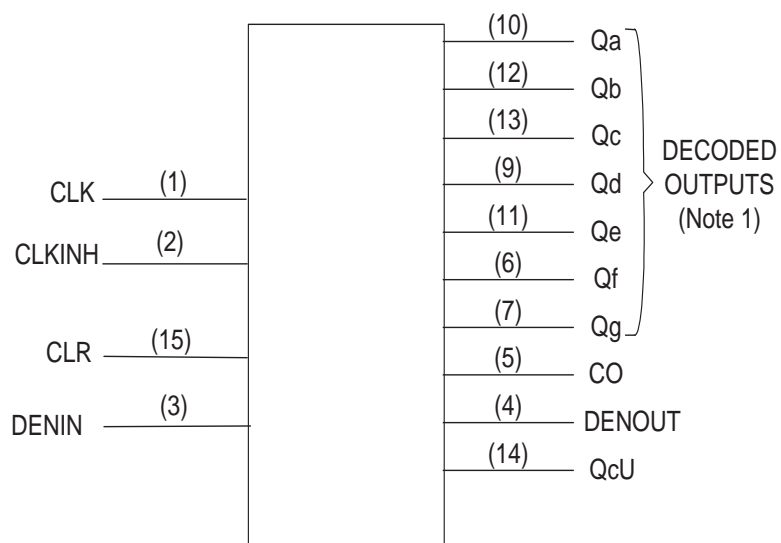 (10) Qa
(12) Qb
(13) Qc
DECODED
(9) Qd
OUTPUTS
CLK (1)
(Note 1)
(11) Qe
CLKINH (2)
(6) Qf
(7) Qg
CLR (15)
(5) CO
DENIN (3)
(4) DENOUT
(14) QcU